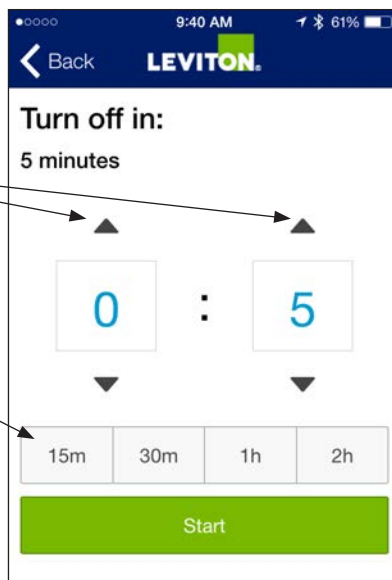 9:40 AM 61%
Back LEVITON®
Turn off in:
5 minutes
0 : 5
15m 30m 1h 2h
Start